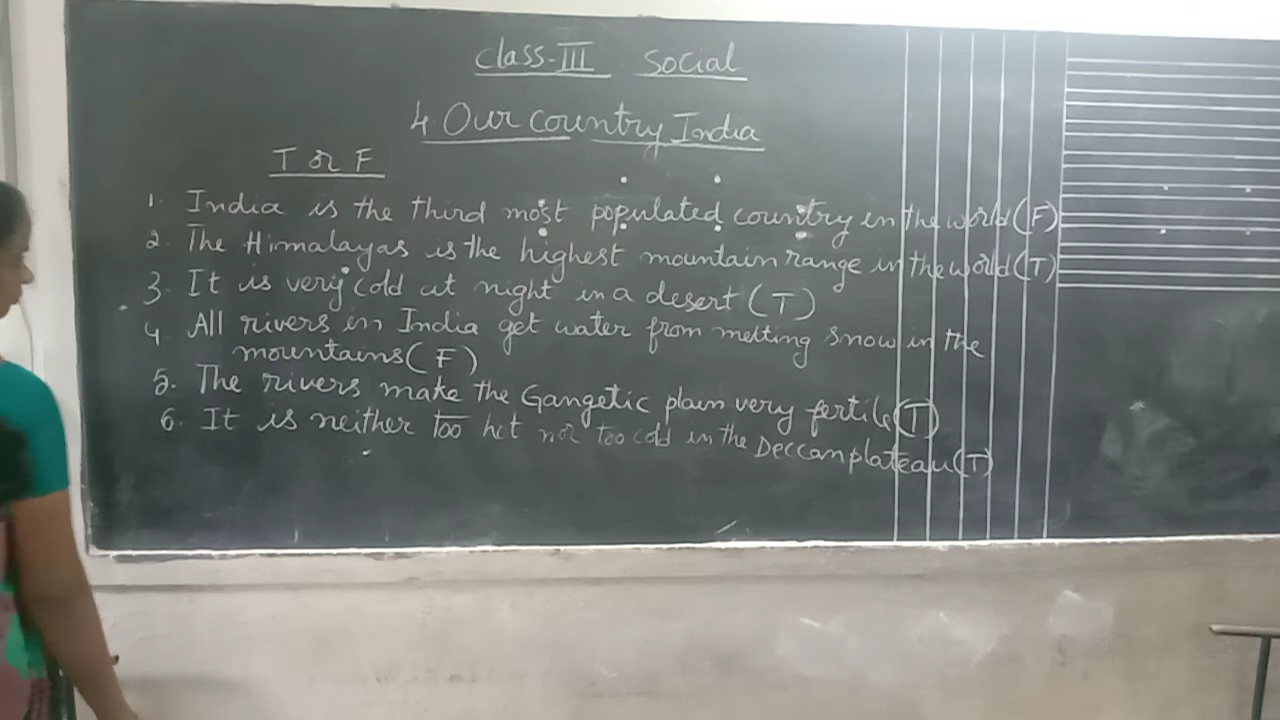 Class-III Social
4. Our country India
T or F
1. India is the third most populated country in the world (F)
2. The Himalayas is the highest mountain range in the world (T)
3. It is very cold at night in a desert (T)
4. All rivers in India get water from melting snow in the
mountains (F)
5. The rivers make the Gangetic plain very fertile (T)
6. It is neither too hot nor too cold in the Deccan plateau (T)